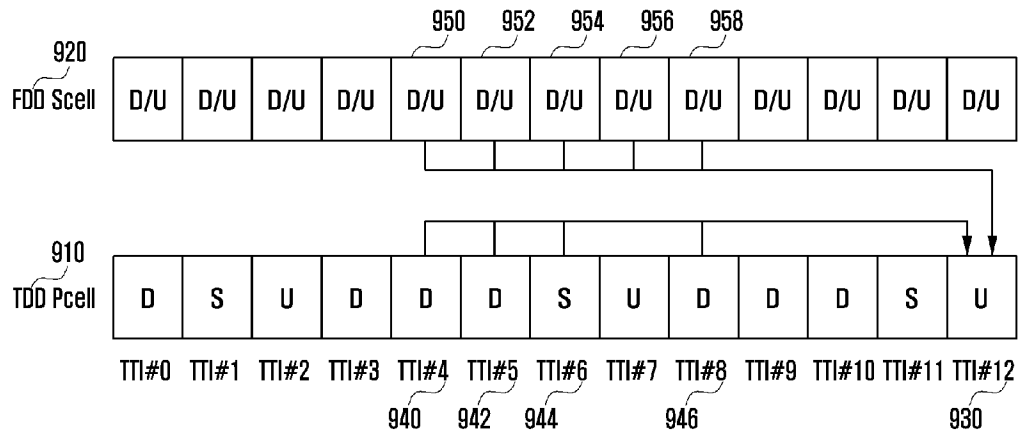 950 952 954 956 958
920
FDD Scell D/U D/U D/U D/U D/U D/U D/U D/U D/U D/U D/U D/U D/U
910
TDD Pcell D S U D D D S U D D D S U
TTI#0 TTI#1 TTI#2 TTI#3 TTI#4 TTI#5 TTI#6 TTI#7 TTI#8 TTI#9 TTI#10 TTI#11 TTI#12
940 942 944 946 930